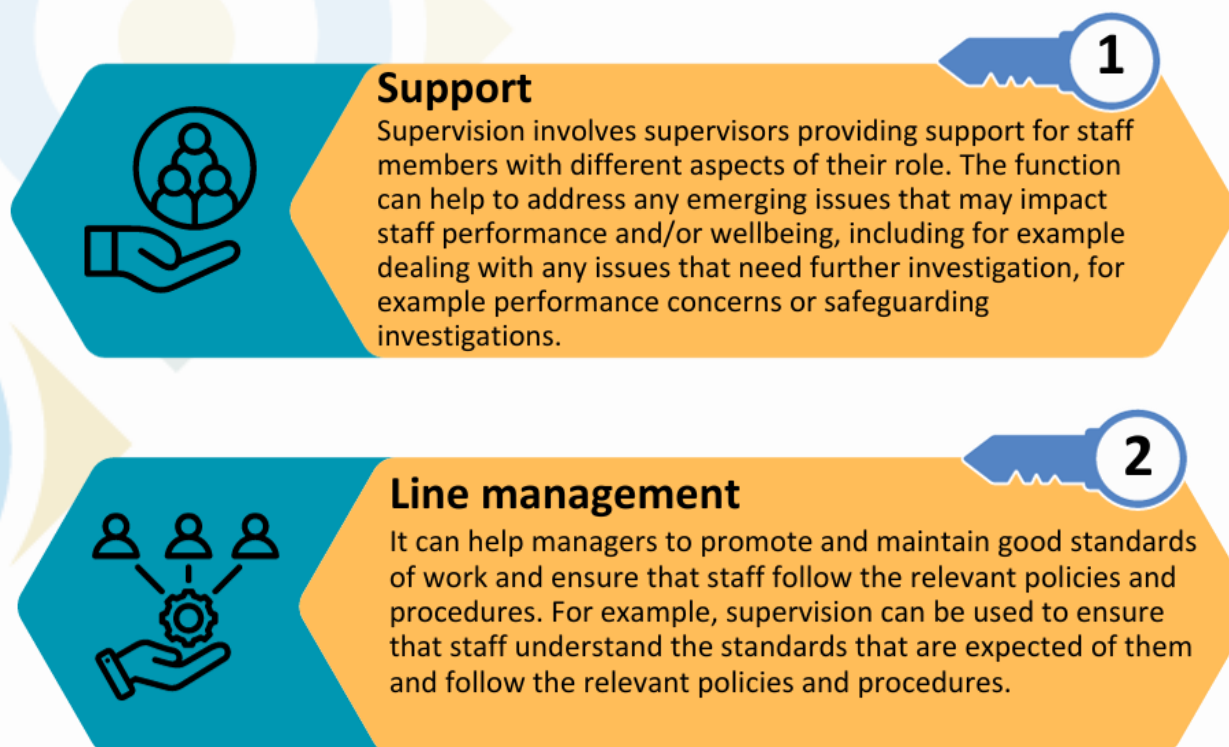 1
Support
Supervision involves supervisors providing support for staff
members with different aspects of their role. The function
can help to address any emerging issues that may impact
staff performance and/or wellbeing, including for example
dealing with any issues that need further investigation, for
example performance concerns or safeguarding
investigations.
2
Line management
It can help managers to promote and maintain good standards
of work and ensure that staff follow the relevant policies and
procedures. For example, supervision can be used to ensure
that staff understand the standards that are expected of them
and follow the relevant policies and procedures.